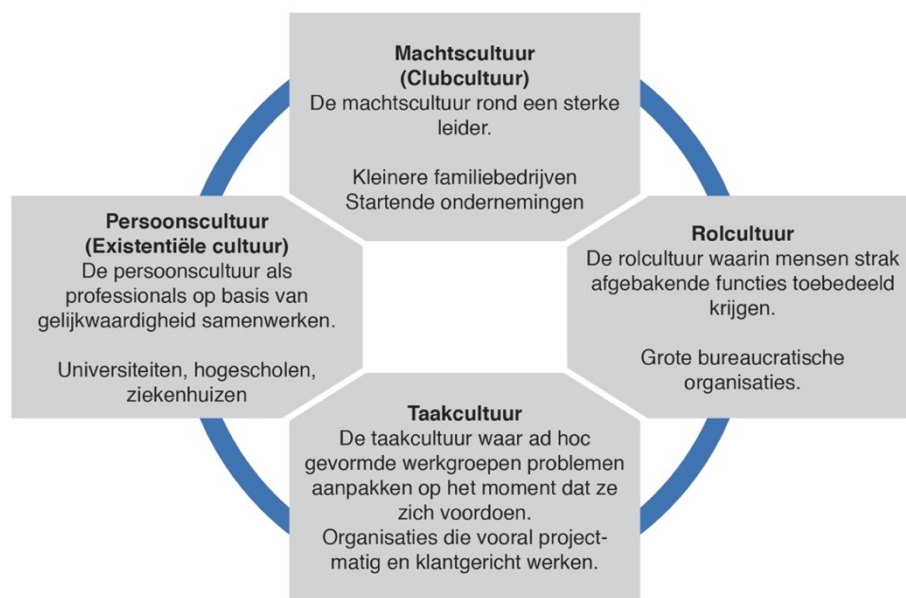 Machtscultuur
(Clubcultuur)
De machtscultuur rond een sterke
leider.
Kleinere familiebedrijven
Startende ondernemingen
Persoonscultuur
(Existentiële cultuur)
De persoonscultuur als
professionals op basis van
gelijkwaardigheid samenwerken.
Universiteiten, hogescholen,
ziekenhuizen
Rolcultuur
De rolcultuur waarin mensen strak
afgebakende functies toebedeeld
krijgen.
Grote bureaucratische
organisaties.
Taakcultuur
De taakcultuur waar ad hoc
gevormde werkgroepen problemen
aanpakken op het moment dat ze
zich voordoen.
Organisaties die vooral project-
matig en klantgericht werken.